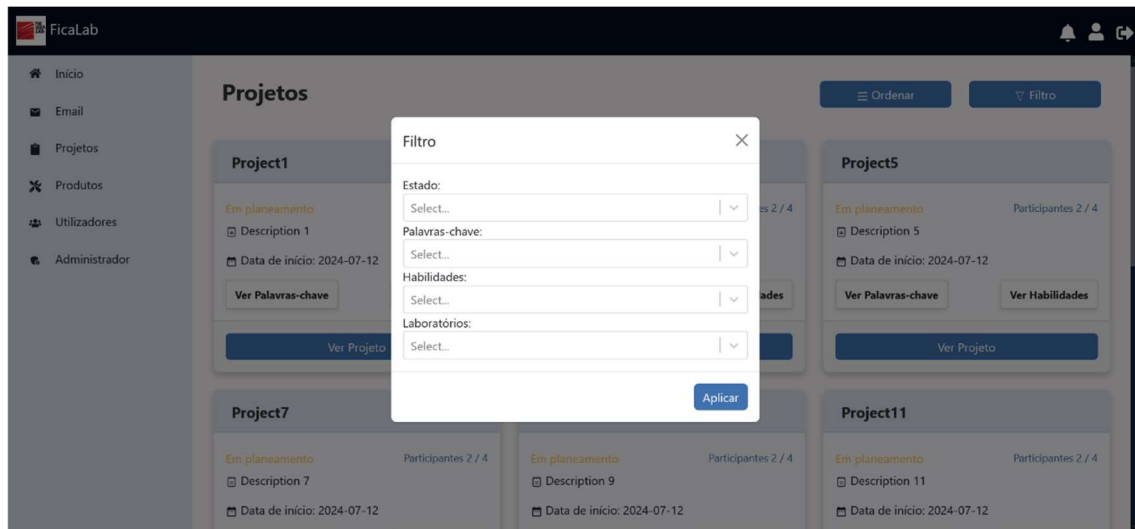 FicaLab
Início
Email
Projetos
Produtos
Utilizadores
Administrador
Projetos
Ordenar
Filtro
Filtro
Estado:
Select...
Palavras-chave:
Select...
Habilidades:
Select...
Laboratórios:
Select...
Aplicar
Project1
Em planeamento
Description 1
Data de início: 2024-07-12
Ver Palavras-chave
Ver Projeto
es 2 / 4
ades
Project5
Em planeamento
Participantes 2 / 4
Description 5
Data de início: 2024-07-12
Ver Palavras-chave
Ver Habilidades
Ver Projeto
Project7
Em planeamento
Participantes 2 / 4
Description 7
Data de início: 2024-07-12
Em planeamento
Participantes 2 / 4
Description 9
Data de início: 2024-07-12
Project11
Em planeamento
Participantes 2 / 4
Description 11
Data de início: 2024-07-12